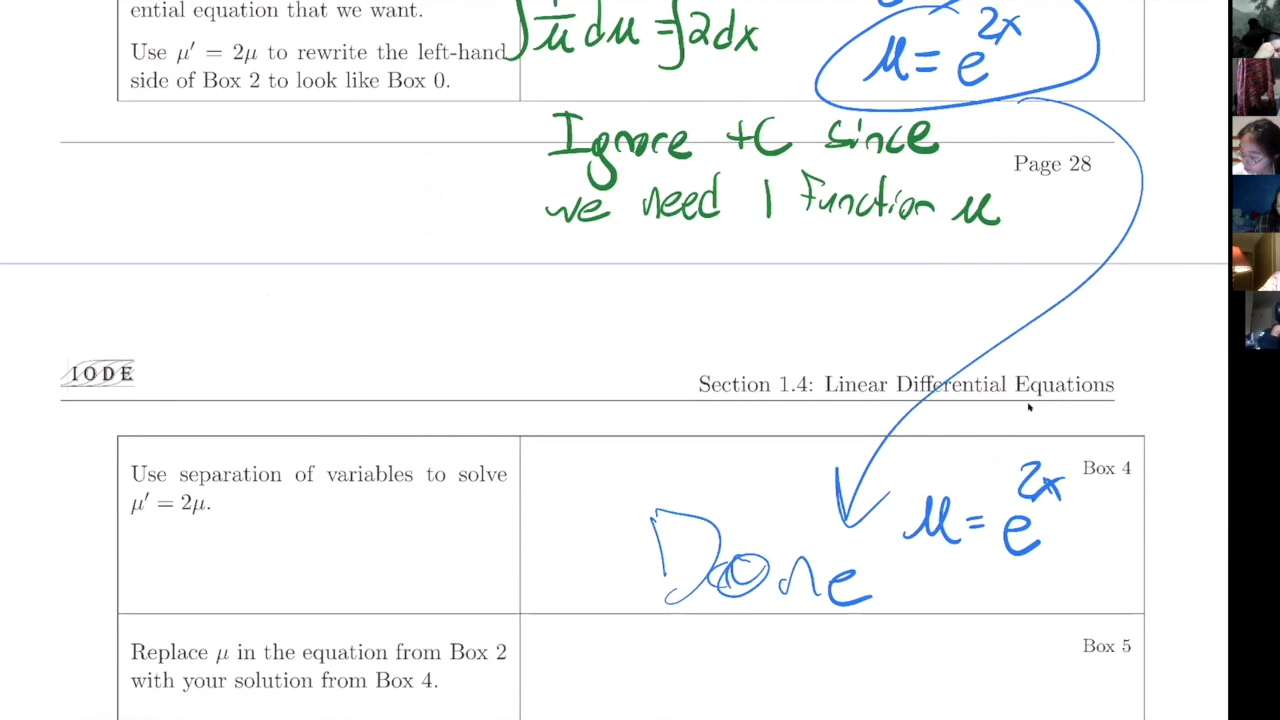 ential equation that we want.
Use μ′ = 2μ to rewrite the left-hand
side of Box 2 to look like Box 0.
∫ 1/μ dμ = ∫ 2dx
μ = e^{2x}
Ignore +C since
we need 1 function μ
Page 28
IODE
Section 1.4: Linear Differential Equations
Use separation of variables to solve
μ′ = 2μ.
Box 4
μ = e^{2x}
Done
Replace μ in the equation from Box 2
with your solution from Box 4.
Box 5